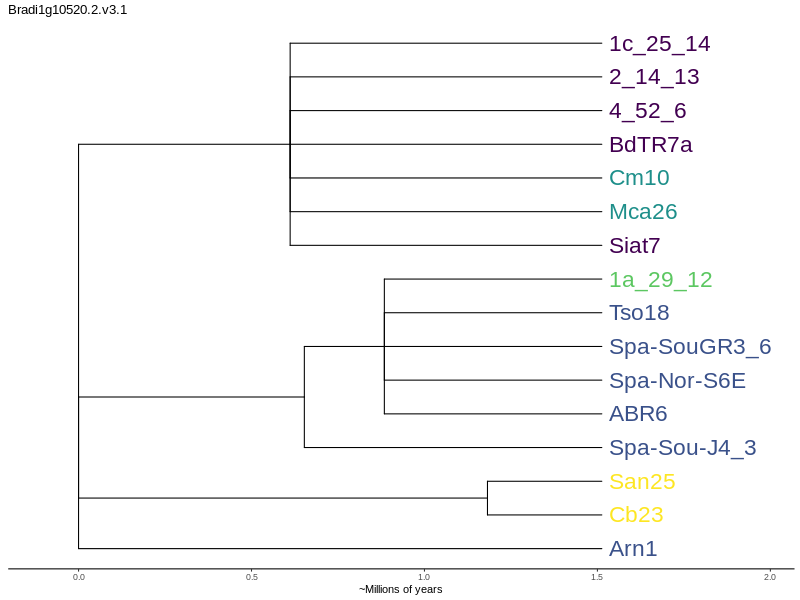 Bradi1g10520.2.v3.1
1c_25_14
2_14_13
4_52_6
BdTR7a
Cm10
Mca26
Siat7
1a_29_12
Tso18
Spa-SouGR3_6
Spa-Nor-S6E
ABR6
Spa-Sou-J4_3
San25
Cb23
Arn1
0.0 0.5 1.0 1.5 2.0
~Millions of years